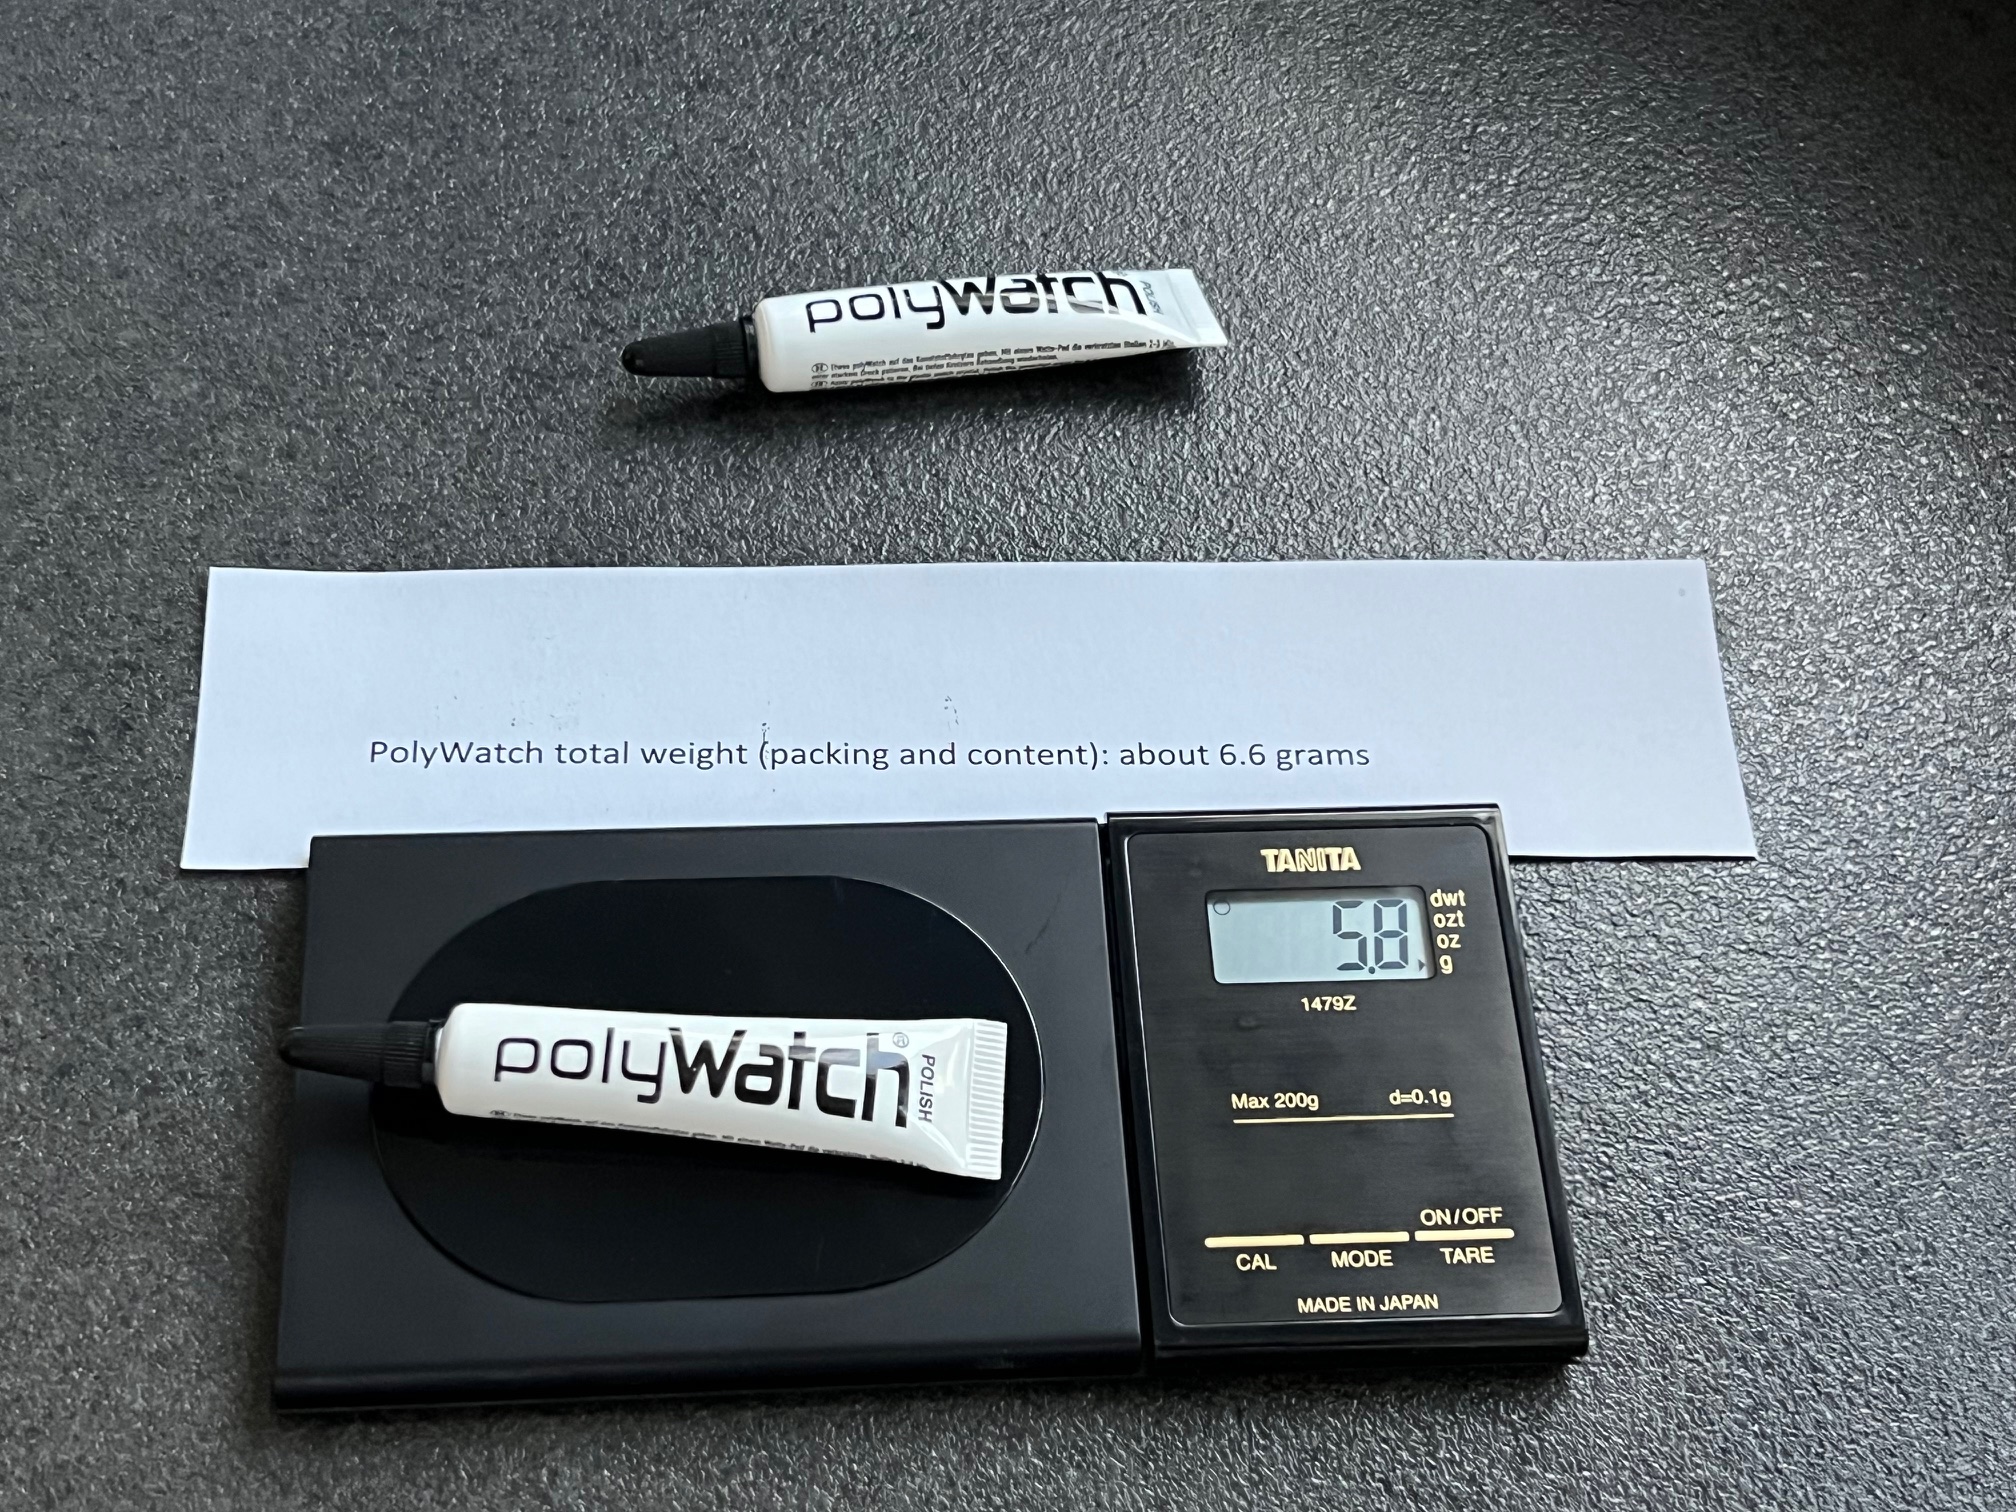 polyWatch
POLISH
PolyWatch total weight (packing and content): about 6.6 grams
TANITA
5.8
dwt
ozt
oz
g
1479Z
polyWatch®
POLISH
Max 200g d=0.1g
ON/OFF
CAL MODE TARE
MADE IN JAPAN